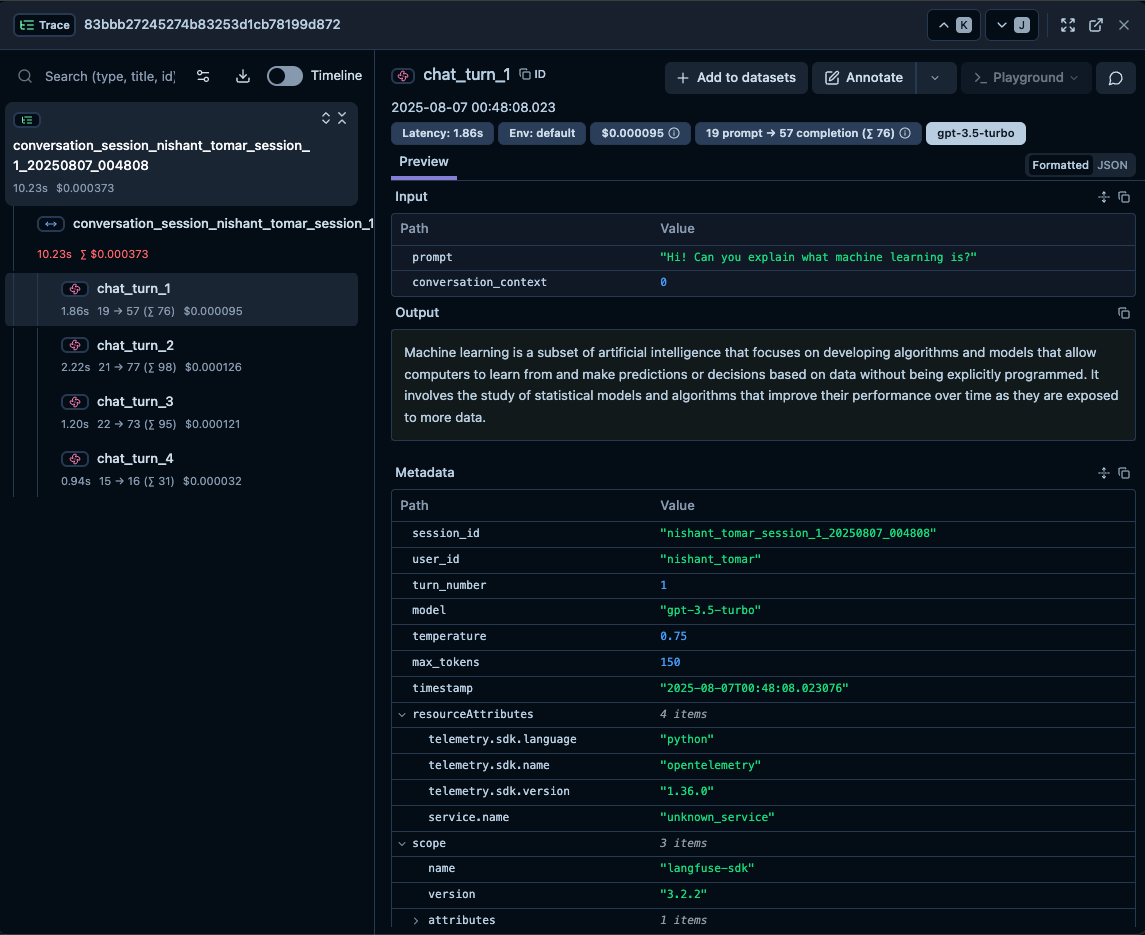 Trace 83bbb27245274b83253d1cb78199d872 K J
Search (type, title, id) Timeline
conversation_session_nishant_tomar_session_
1_20250807_004808
10.23s $0.000373
conversation_session_nishant_tomar_session_1
10.23s ∑ $0.000373
chat_turn_1
1.86s 19 → 57 (∑ 76) $0.000095
chat_turn_2
2.22s 21 → 77 (∑ 98) $0.000126
chat_turn_3
1.20s 22 → 73 (∑ 95) $0.000121
chat_turn_4
0.94s 15 → 16 (∑ 31) $0.000032
chat_turn_1 ID + Add to datasets Annotate >_ Playground
2025-08-07 00:48:08.023
Latency: 1.86s Env: default $0.000095 19 prompt → 57 completion (∑ 76) gpt-3.5-turbo
Preview Formatted JSON
Input
Path Value
prompt "Hi! Can you explain what machine learning is?"
conversation_context 0
Output
Machine learning is a subset of artificial intelligence that focuses on developing algorithms and models that allow
computers to learn from and make predictions or decisions based on data without being explicitly programmed. It
involves the study of statistical models and algorithms that improve their performance over time as they are exposed
to more data.
Metadata
Path Value
session_id "nishant_tomar_session_1_20250807_004808"
user_id "nishant_tomar"
turn_number 1
model "gpt-3.5-turbo"
temperature 0.75
max_tokens 150
timestamp "2025-08-07T00:48:08.023076"
resourceAttributes 4 items
telemetry.sdk.language "python"
telemetry.sdk.name "opentelemetry"
telemetry.sdk.version "1.36.0"
service.name "unknown_service"
scope 3 items
name "langfuse-sdk"
version "3.2.2"
attributes 1 items